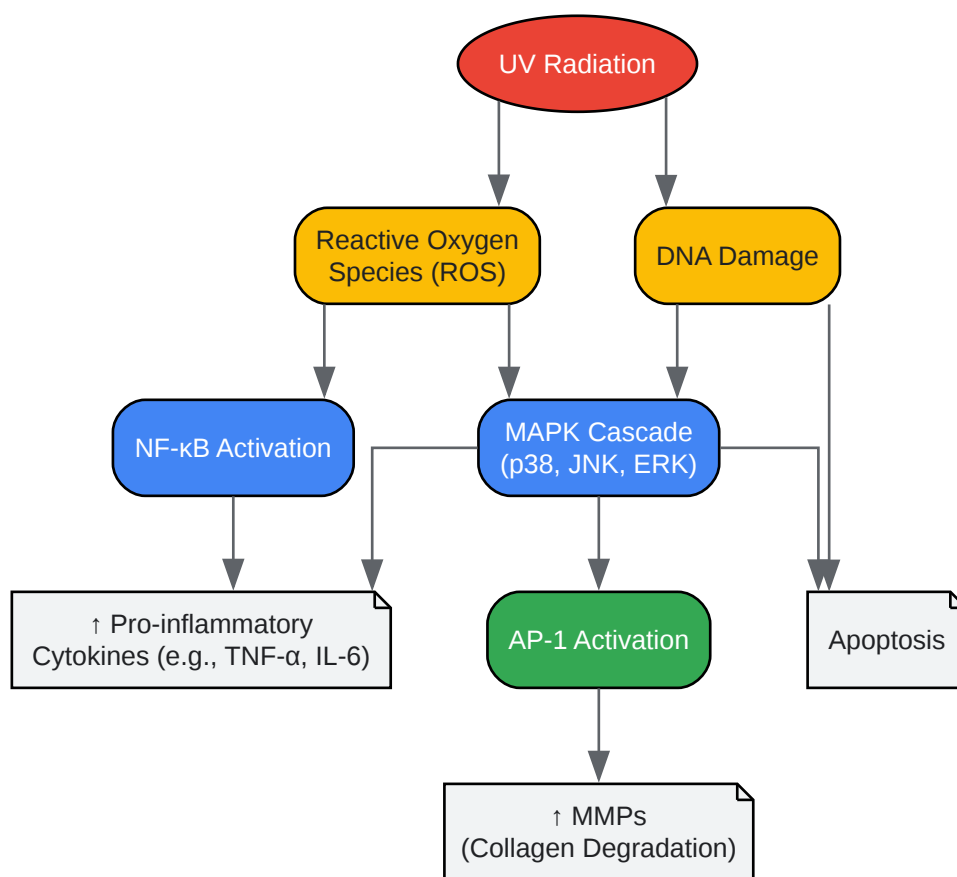 UV Radiation
Reactive Oxygen
Species (ROS)
DNA Damage
NF-κB Activation
MAPK Cascade
(p38, JNK, ERK)
↑ Pro-inflammatory
Cytokines (e.g., TNF-α, IL-6)
AP-1 Activation
Apoptosis
↑ MMPs
(Collagen Degradation)